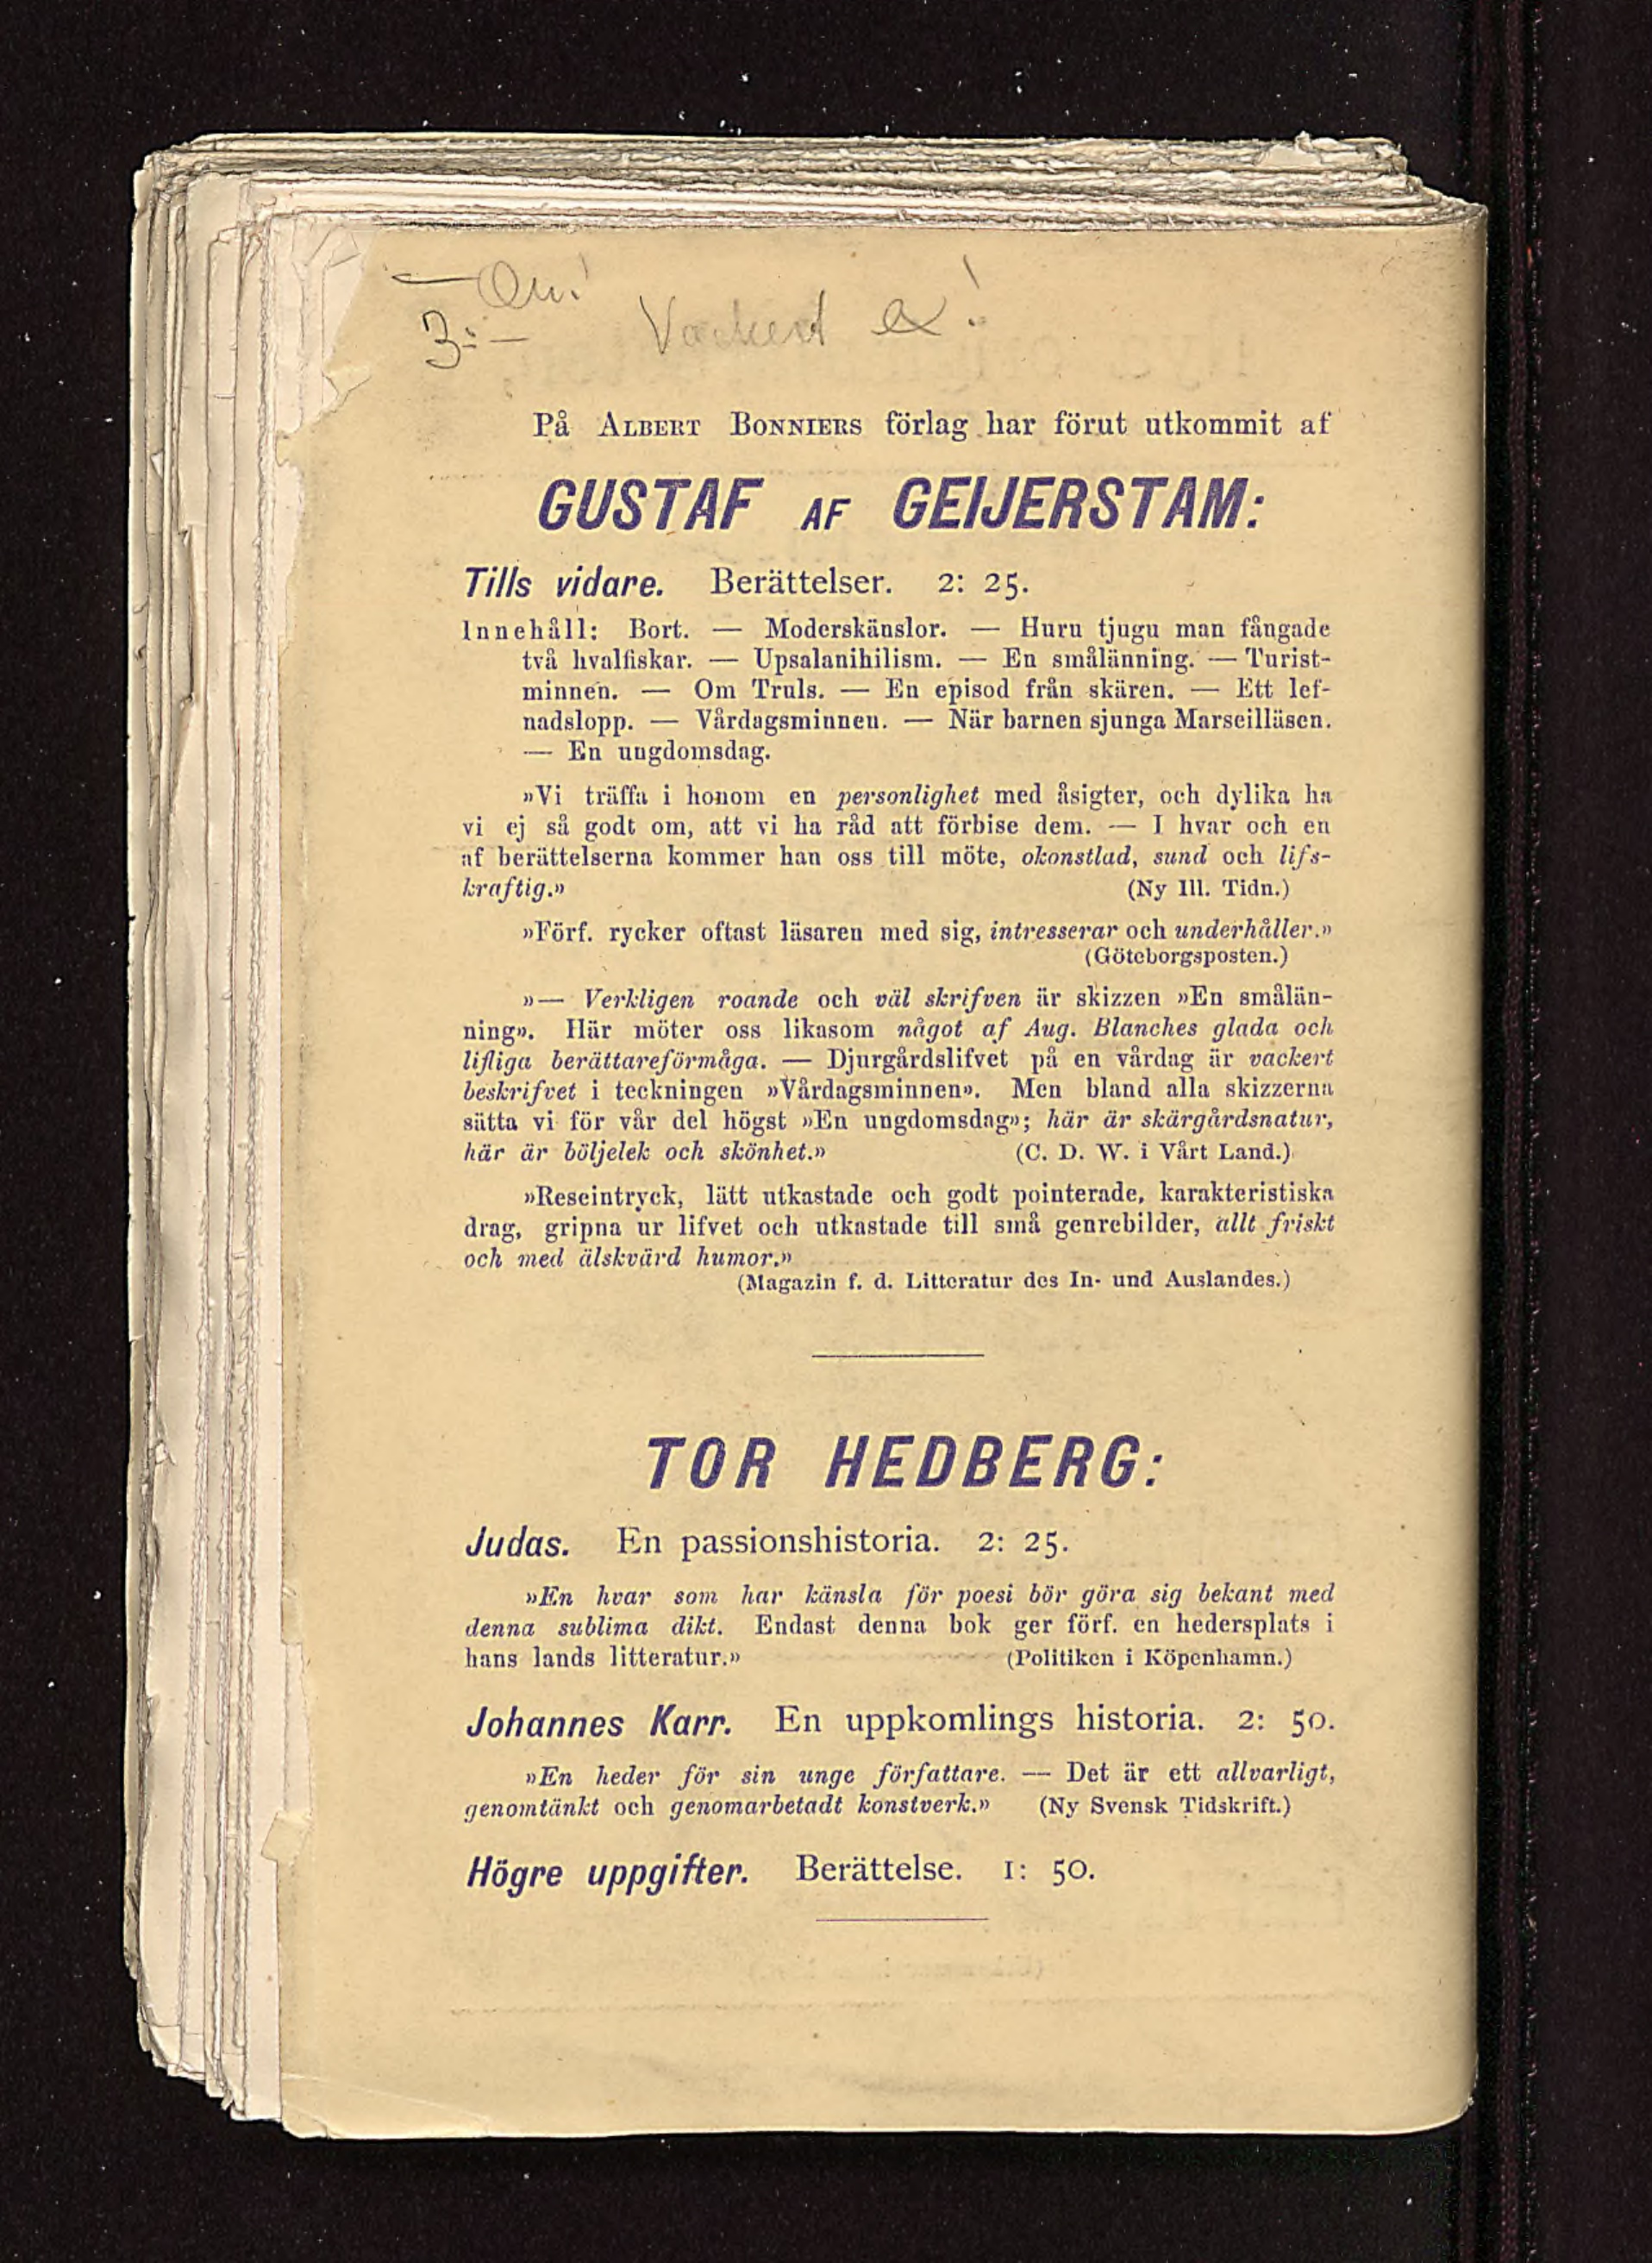 3:-
Vackert ex!
På ALBERT BONNIERS förlag har förut utkommit af
GUSTAF AF GEIJERSTAM:
Tills vidare. Berättelser. 2: 25.
Innehåll: Bort. — Moderskänslor. — Huru tjugu man fångade
två hvalfiskar. — Upsalanihilism. — En smålänning. — Turist-
minnen. — Om Truls. — En episod från skären. — Ett lef-
nadslopp. — Vårdagsminnen. — När barnen sjunga Marseilläsen.
— En ungdomsdag.
»Vi träffa i honom en personlighet med åsigter, och dylika ha
vi ej så godt om, att vi ha råd att förbise dem. — I hvar och en
af berättelserna kommer han oss till möte, okonstlad, sund och lifs-
kraftig.» (Ny Ill. Tidn.)
»Förf. rycker oftast läsaren med sig, intresserar och underhåller.»
(Göteborgsposten.)
»— Verkligen roande och väl skrifven är skizzen »En smålän-
ning». Här möter oss likasom något af Aug. Blanches glada och
lifliga berättareförmåga. — Djurgårdslifvet på en vårdag är vackert
beskrifvet i teckningen »Vårdagsminnen». Men bland alla skizzerna
sätta vi för vår del högst »En ungdomsdag»; här är skärgårdsnatur,
här är böljelek och skönhet.» (C. D. W. i Vårt Land.)
»Reseintryck, lätt utkastade och godt pointerade, karakteristiska
drag, gripna ur lifvet och utkastade till små genrebilder, allt friskt
och med älskvärd humor.»
(Magazin f. d. Litteratur des In- und Auslandes.)
TOR HEDBERG:
Judas. En passionshistoria. 2: 25.
»En hvar som har känsla för poesi bör göra sig bekant med
denna sublima dikt. Endast denna bok ger förf. en hedersplats i
hans lands litteratur.» (Politiken i Köpenhamn.)
Johannes Karr. En uppkomlings historia. 2: 50.
»En heder för sin unge författare. — Det är ett allvarligt,
genomtänkt och genomarbetadt konstverk.» (Ny Svensk Tidskrift.)
Högre uppgifter. Berättelse. 1: 50.